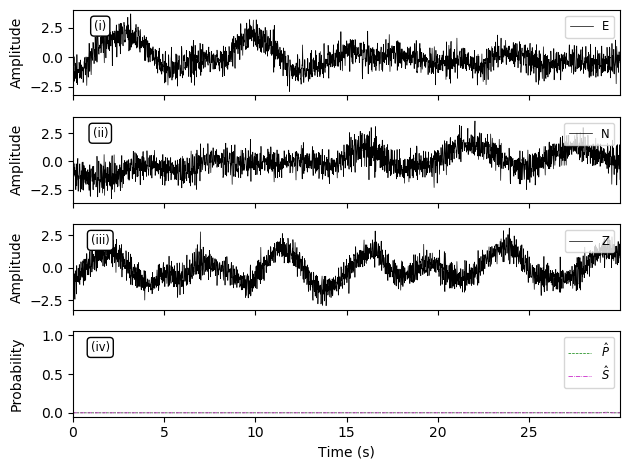 Amplitude
2.5
0.0
−2.5
(i)
E
Amplitude
2.5
0.0
−2.5
(ii)
N
Amplitude
2.5
0.0
−2.5
(iii)
Z
Probability
1.0
0.5
0.0
(iv)
P̂
Ŝ
0 5 10 15 20 25
Time (s)